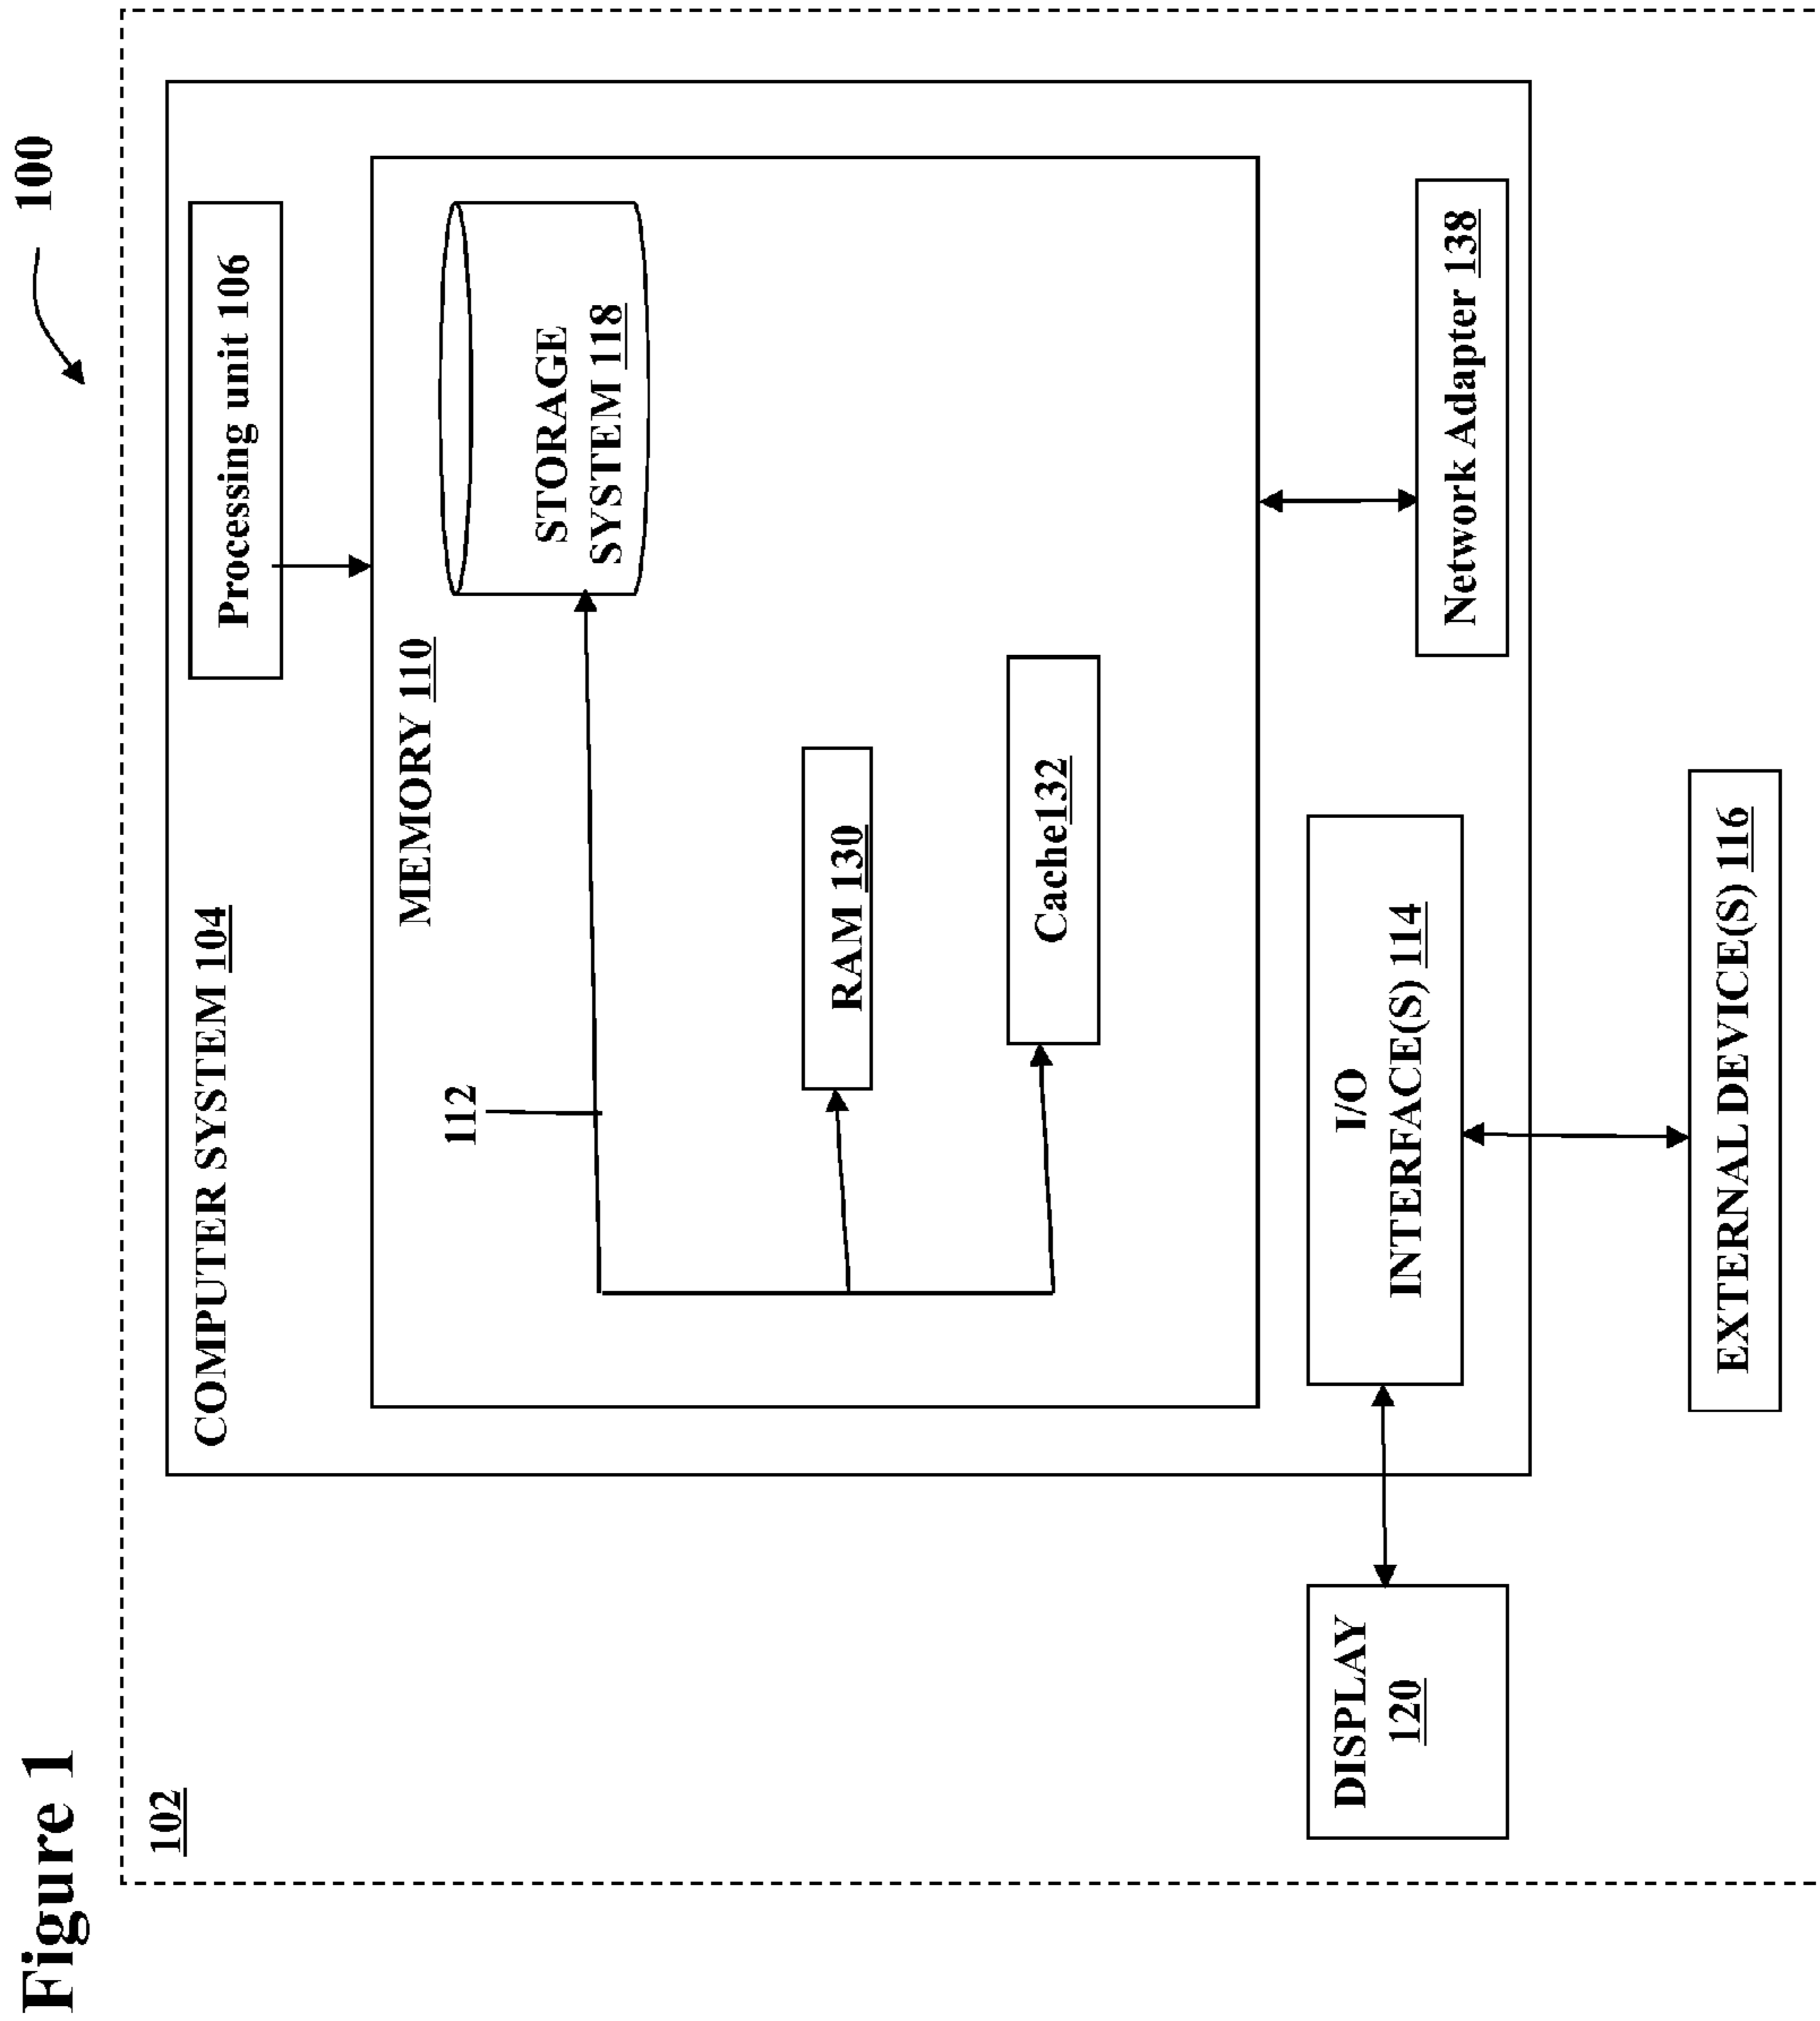 Figure 1
100
102
COMPUTER SYSTEM 104
Processing unit 106
MEMORY 110
112
STORAGE
SYSTEM 118
RAM 130
Cache132
DISPLAY
120
I/O
INTERFACE(S) 114
Network Adapter 138
EXTERNAL DEVICE(S) 116